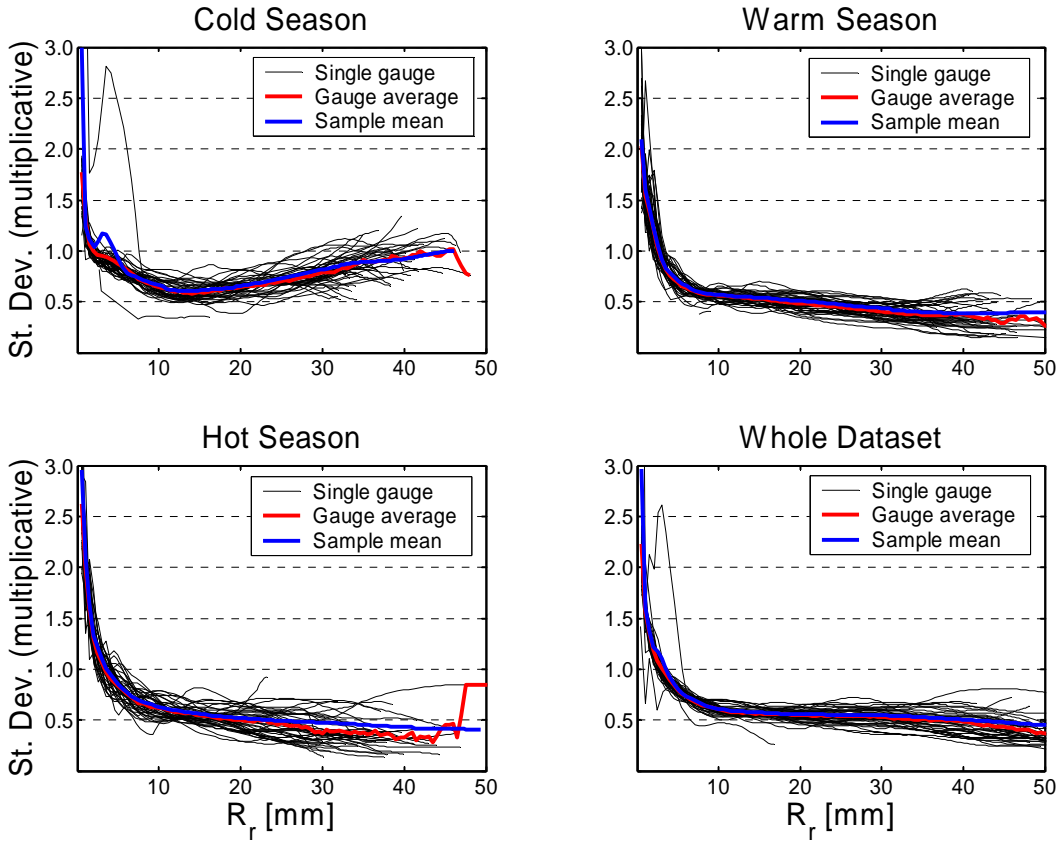 Cold Season
St. Dev. (multiplicative)
3.0
2.5
2.0
1.5
1.0
0.5
10 20 30 40 50
Single gauge
Gauge average
Sample mean
Warm Season
3.0
2.5
2.0
1.5
1.0
0.5
10 20 30 40 50
Single gauge
Gauge average
Sample mean
Hot Season
St. Dev. (multiplicative)
3.0
2.5
2.0
1.5
1.0
0.5
10 20 30 40 50
R_r [mm]
Single gauge
Gauge average
Sample mean
Whole Dataset
3.0
2.5
2.0
1.5
1.0
0.5
10 20 30 40 50
R_r [mm]
Single gauge
Gauge average
Sample mean